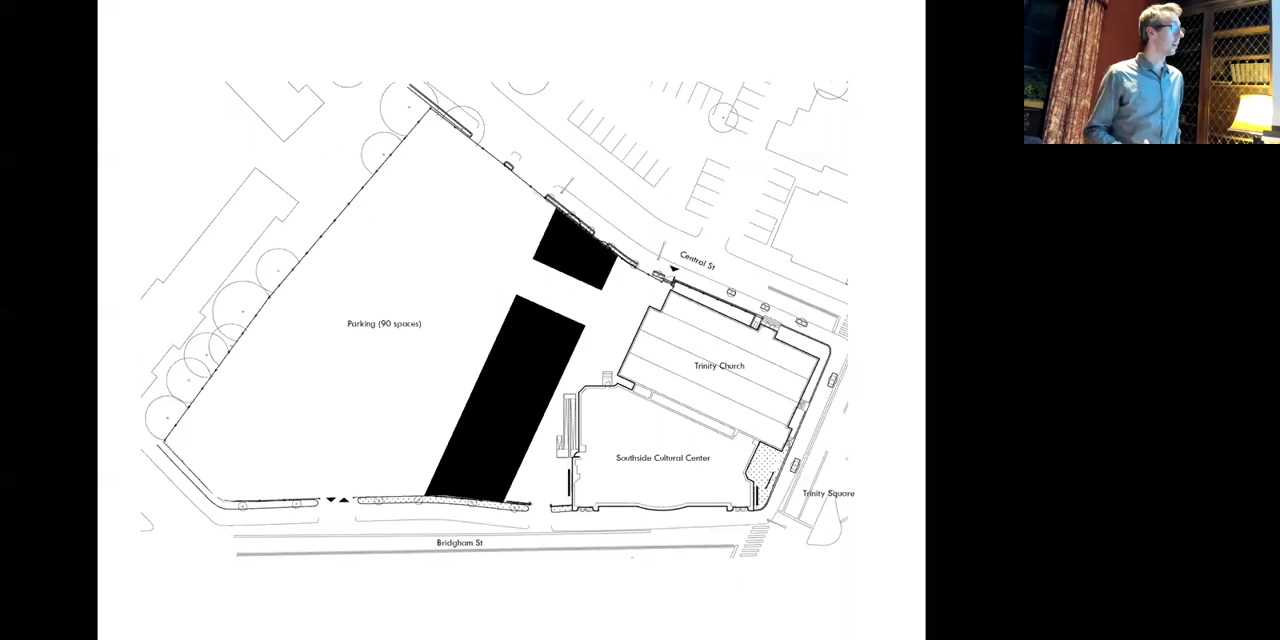 Central St
Parking (90 spaces)
Trinity Church
Southside Cultural Center
Trinity Square
Bridgham St